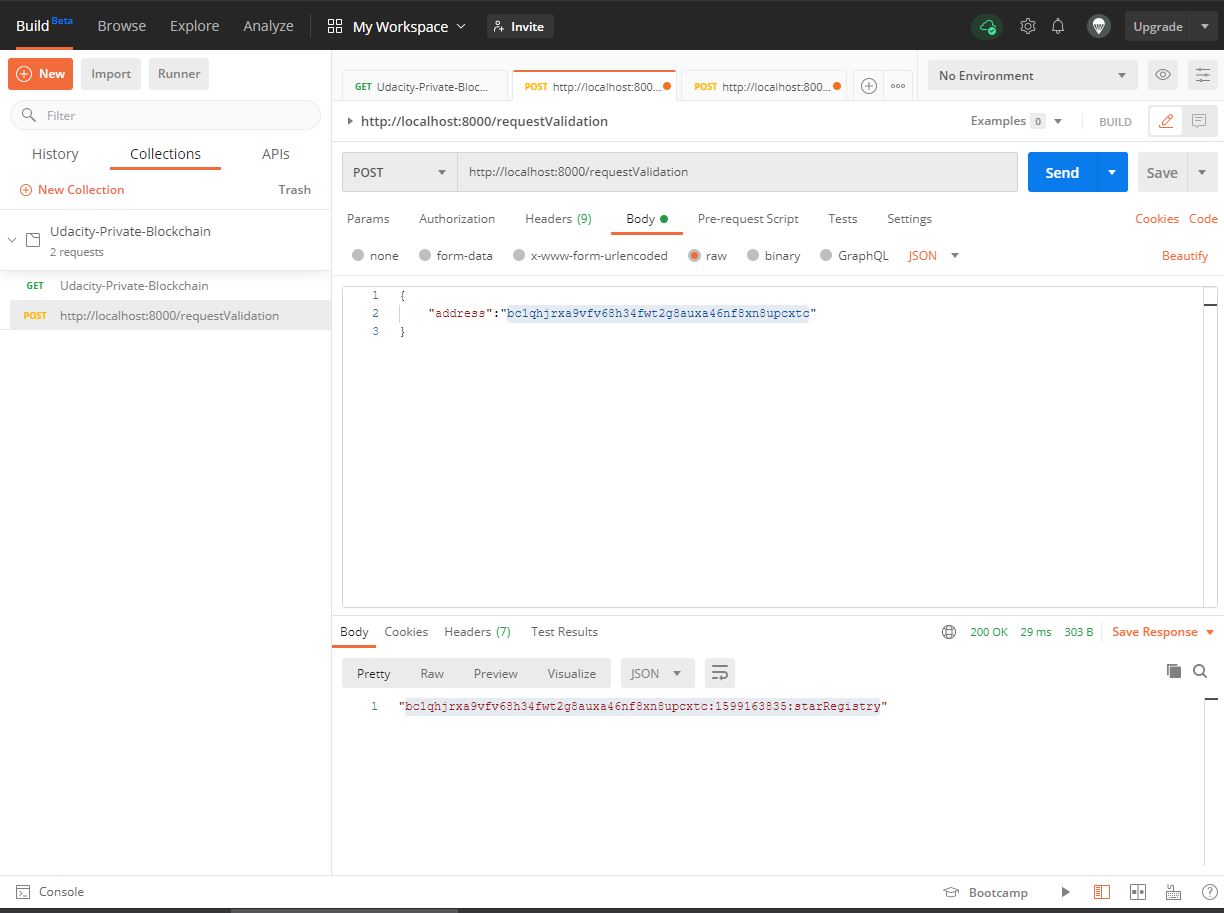 Build Beta Browse Explore Analyze My Workspace Invite Upgrade
New Import Runner
Filter
History Collections APIs
New Collection Trash
Udacity-Private-Blockchain
2 requests
GET Udacity-Private-Blockchain
POST http://localhost:8000/requestValidation
GET Udacity-Private-Bloc... POST http://localhost:800... POST http://localhost:800... No Environment
http://localhost:8000/requestValidation Examples 0 BUILD
POST http://localhost:8000/requestValidation Send Save
Params Authorization Headers (9) Body Pre-request Script Tests Settings Cookies Code
none form-data x-www-form-urlencoded raw binary GraphQL JSON Beautify
1 {
2 "address":"bc1qhjrxa9vfv68h34fwt2g8auxa46nf8xn8upcxtc"
3 }
Body Cookies Headers (7) Test Results 200 OK 29 ms 303 B Save Response
Pretty Raw Preview Visualize JSON
1 "bc1qhjrxa9vfv68h34fwt2g8auxa46nf8xn8upcxtc:1599163835:starRegistry"
Console Bootcamp